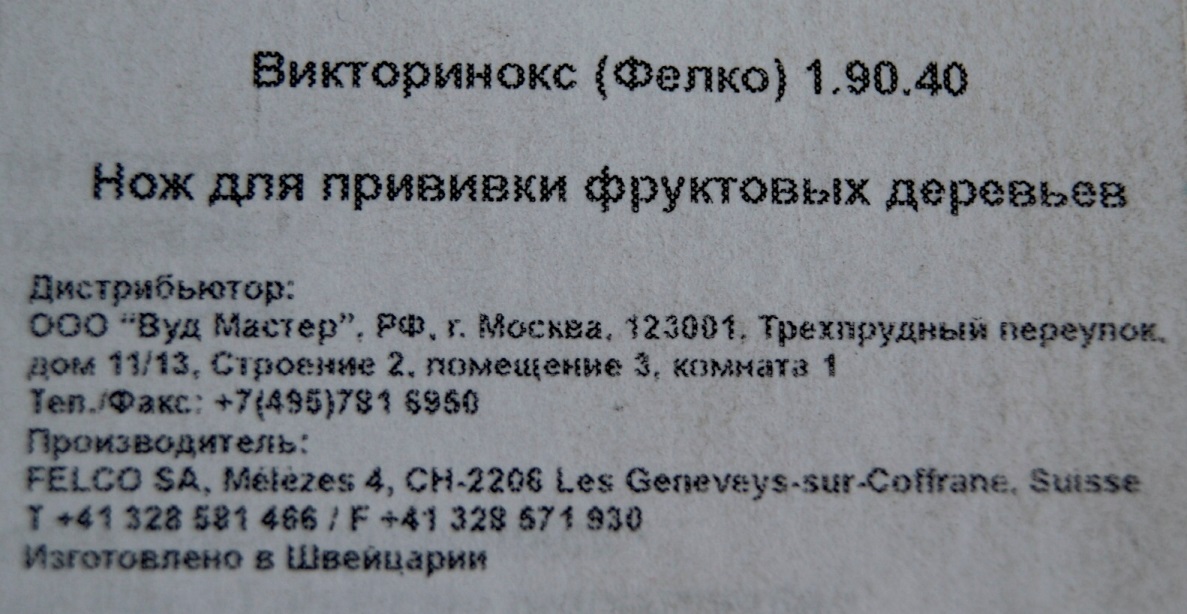 Викторинокс (Фелко) 1.90.40
Нож для прививки фруктовых деревьев
Дистрибьютор:
ООО “Вуд Мастер”, РФ, г. Москва, 123001, Трехпрудный переулок,
дом 11/13, Строение 2, помещение 3, комната 1
Тел./Факс: +7(495)781
Производитель:
FELCO SA, Mélèzes 4, CH-2206 Les Geneveys-sur-Coffrane, Suisse
T +41 328 581 466 / F +41 328 571 930
Изготовлено в Швейцарии